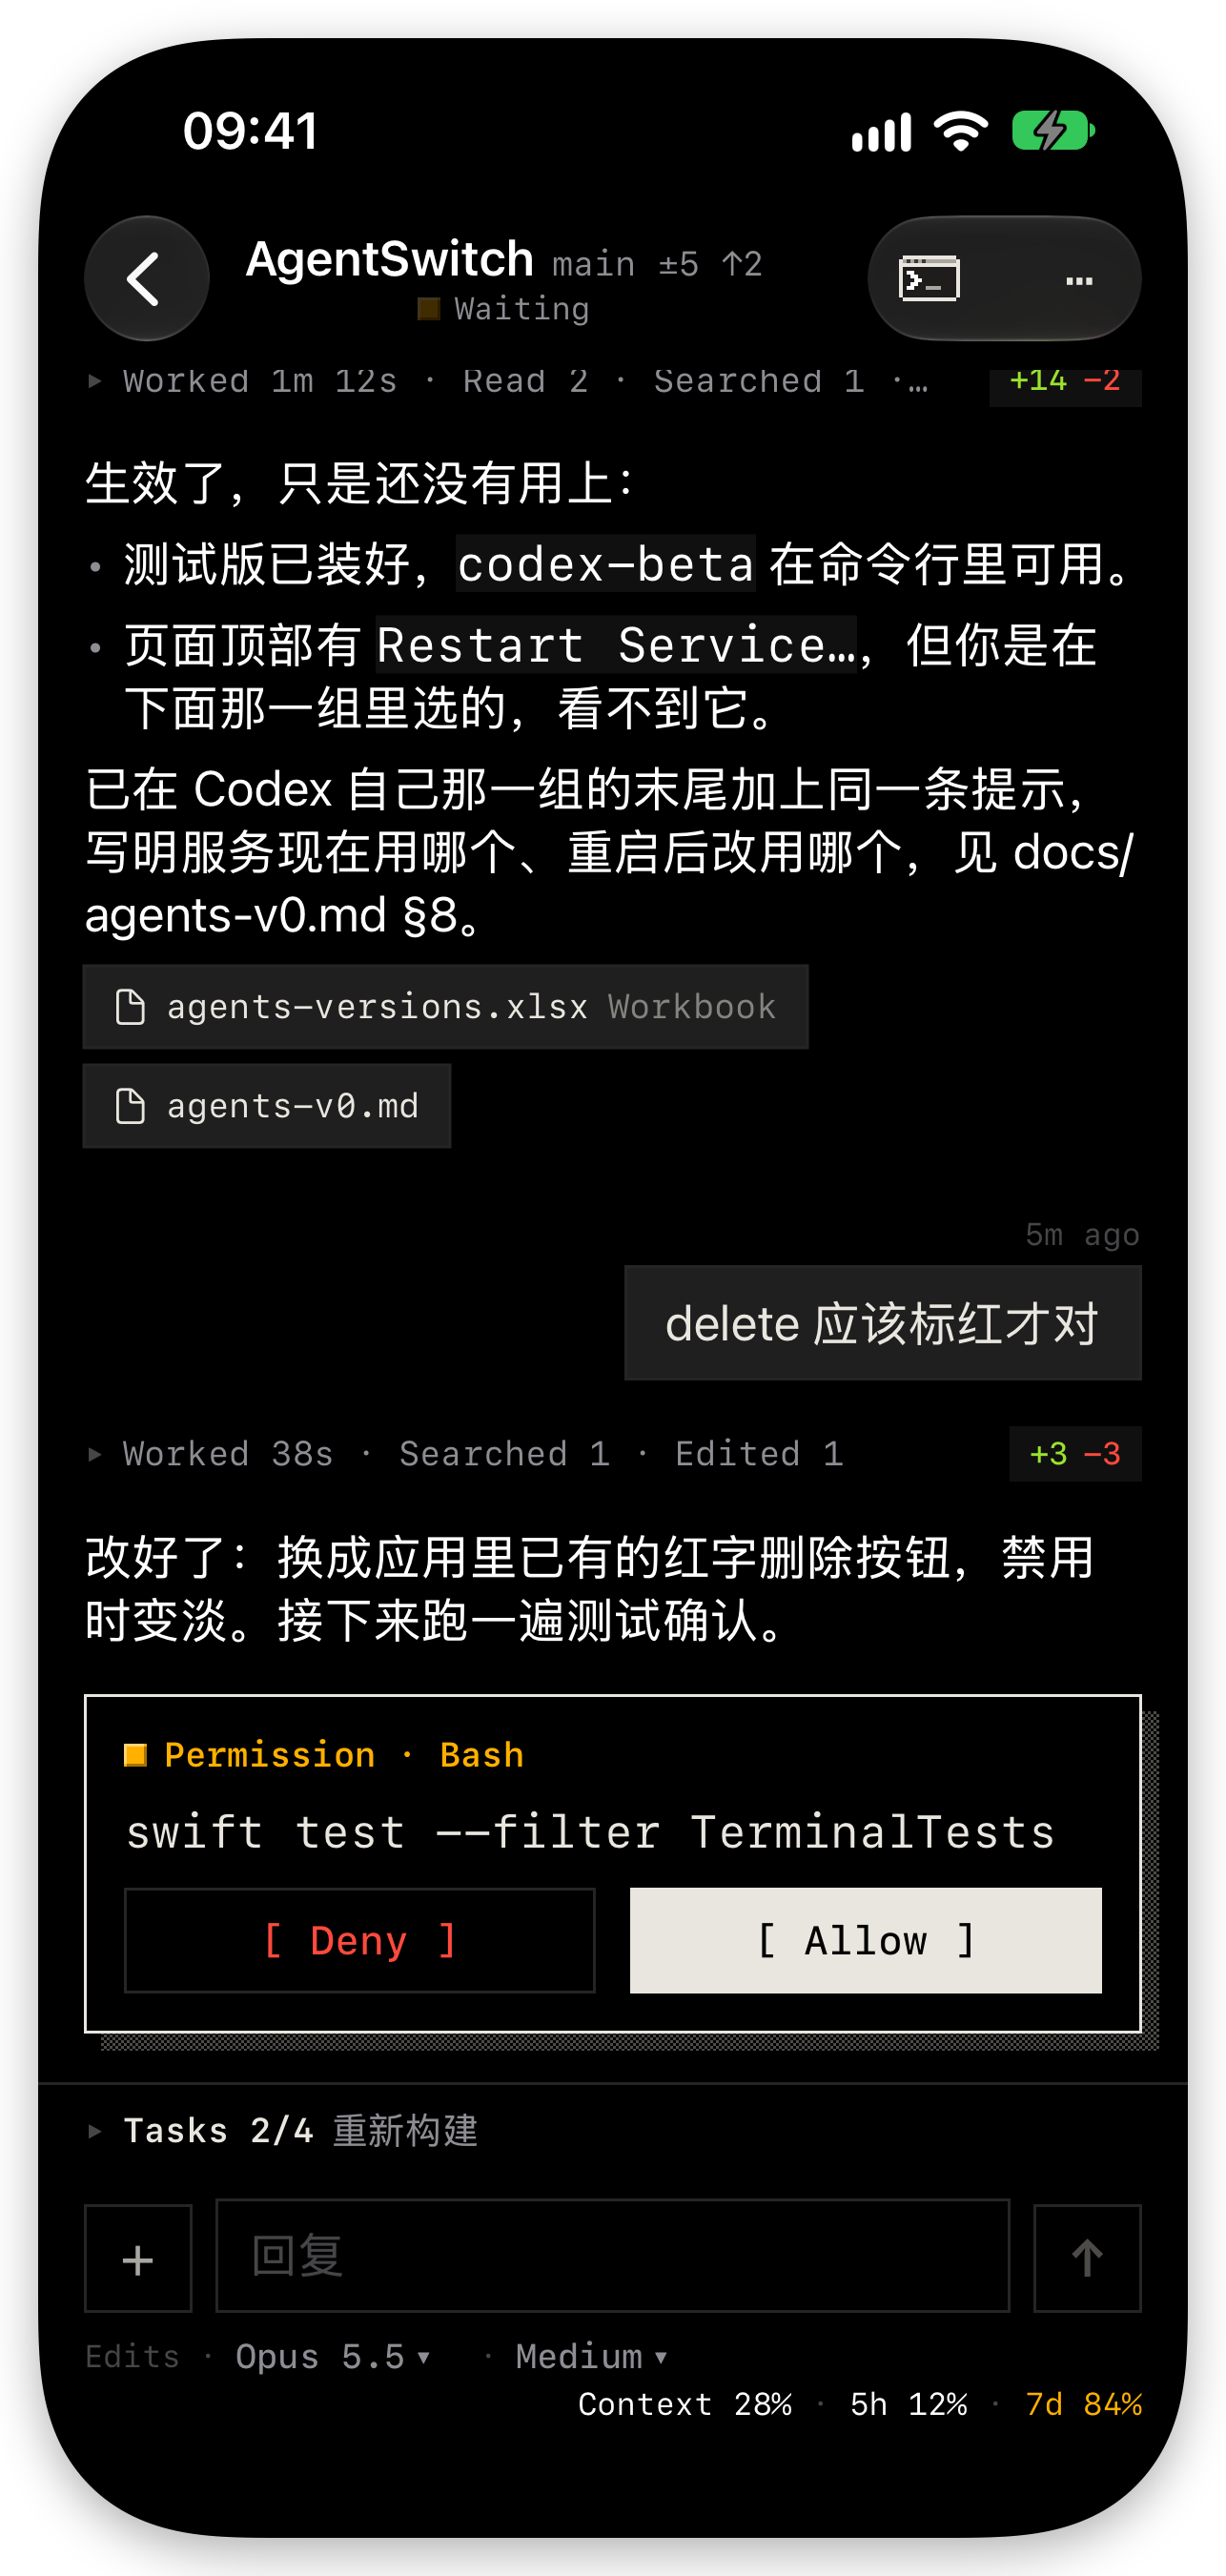 09:41
AgentSwitch main ±5 ↑2
Waiting
▸ Worked 1m 12s · Read 2 · Searched 1 ·… +14 −2
生效了，只是还没有用上：
• 测试版已装好，codex-beta 在命令行里可用。
• 页面顶部有 Restart Service…，但你是在
下面那一组里选的，看不到它。
已在 Codex 自己那一组的末尾加上同一条提示，
写明服务现在用哪个、重启后改用哪个，见 docs/
agents-v0.md §8。
agents-versions.xlsx Workbook
agents-v0.md
5m ago
delete 应该标红才对
▸ Worked 38s · Searched 1 · Edited 1 +3 −3
改好了：换成应用里已有的红字删除按钮，禁用
时变淡。接下来跑一遍测试确认。
Permission · Bash
swift test --filter TerminalTests
[ Deny ] [ Allow ]
▸ Tasks 2/4 重新构建
+ 回复 ↑
Edits · Opus 5.5 ▾ · Medium ▾
Context 28% · 5h 12% · 7d 84%